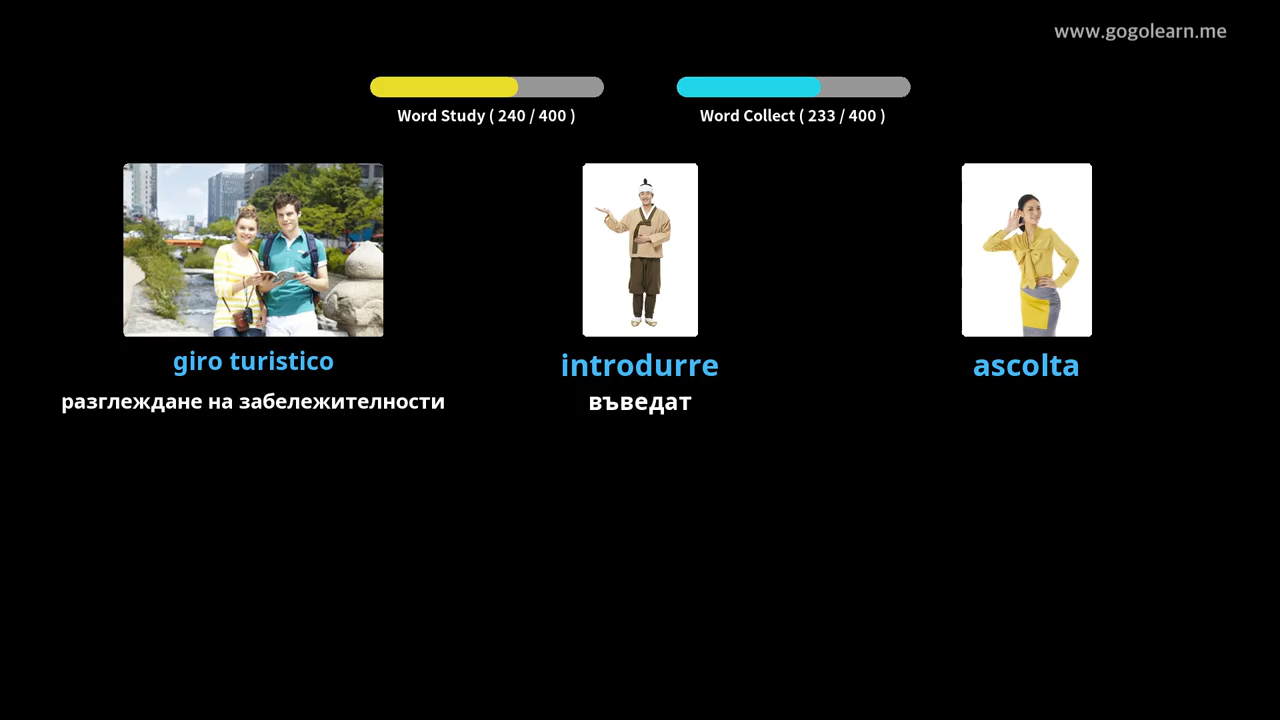 www.gogolearn.me
Word Study ( 240 / 400 )
Word Collect ( 233 / 400 )
giro turistico
introdurre
ascolta
разглеждане на забележителности
въведат